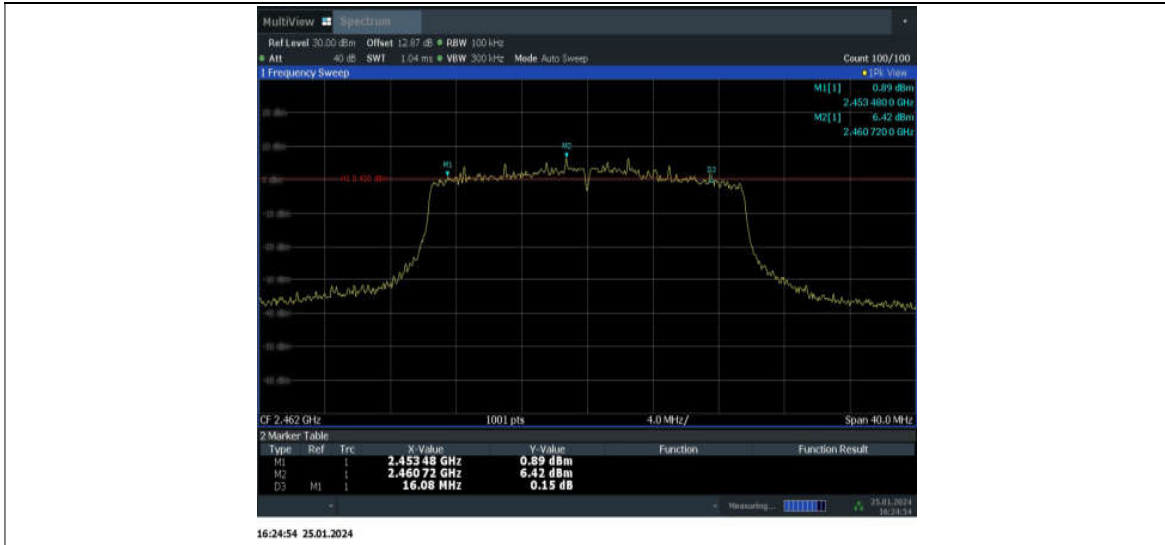 MultiView Spectrum
Ref Level 30.00 dBm Offset 12.87 dB RBW 100 kHz
Att 40 dB SWT 1.04 ms VBW 300 kHz Mode Auto Sweep Count 100/100
1 Frequency Sweep 1Pk View
M1[1] 0.89 dBm
2.453 480 0 GHz
M2[1] 6.42 dBm
2.460 720 0 GHz
M2
M1
D3
CF 2.462 GHz 1001 pts 4.0 MHz/ Span 40.0 MHz
2 Marker Table
Type Ref Trc X-Value Y-Value Function Function Result
M1 1 2.453 48 GHz 0.89 dBm
M2 1 2.460 72 GHz 6.42 dBm
D3 M1 1 16.08 MHz 0.15 dB
Measuring... 25.01.2024
16:24:54
16:24:54 25.01.2024